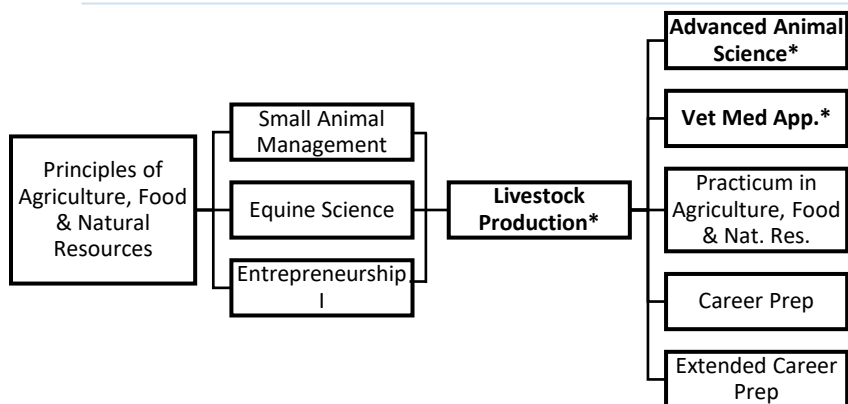 Principles of
Agriculture, Food
& Natural
Resources
Small Animal
Management
Equine Science
Entrepreneurship
I
Livestock
Production*
Advanced Animal
Science*
Vet Med App.*
Practicum in
Agriculture, Food
& Nat. Res.
Career Prep
Extended Career
Prep